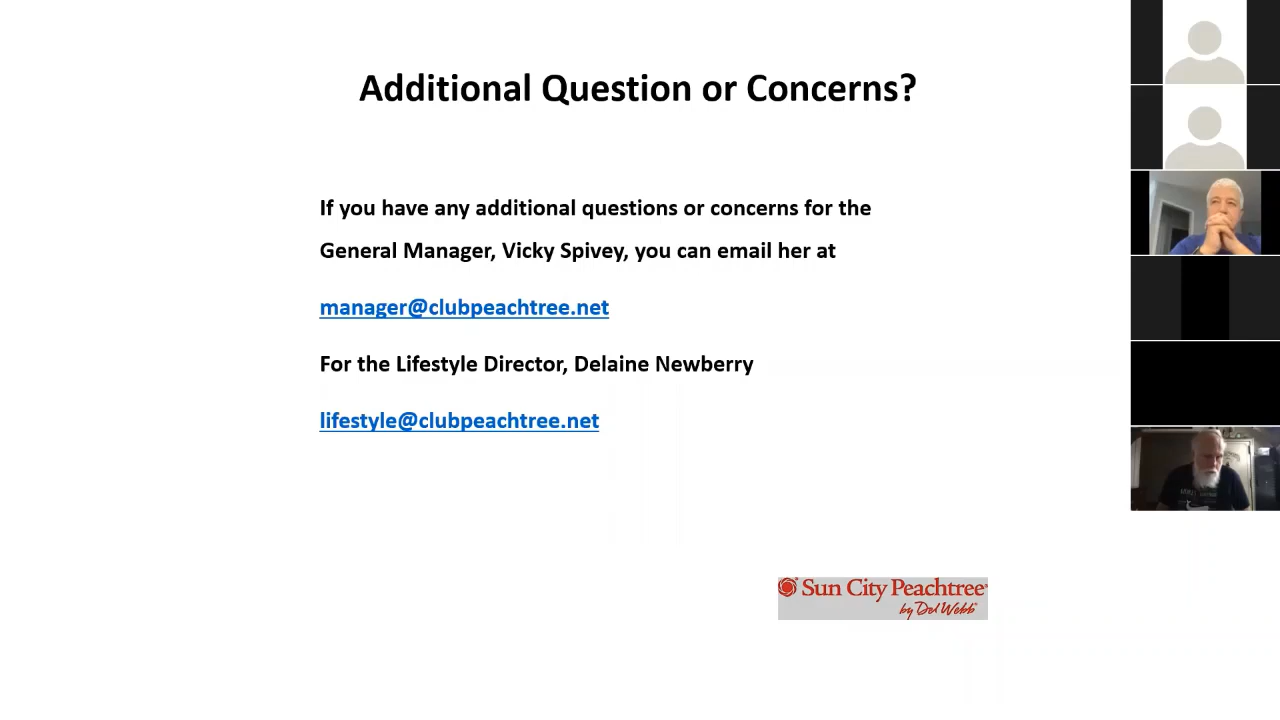 Additional Question or Concerns?
If you have any additional questions or concerns for the
General Manager, Vicky Spivey, you can email her at
manager@clubpeachtree.net
For the Lifestyle Director, Delaine Newberry
lifestyle@clubpeachtree.net
Sun City Peachtree
by Del Webb